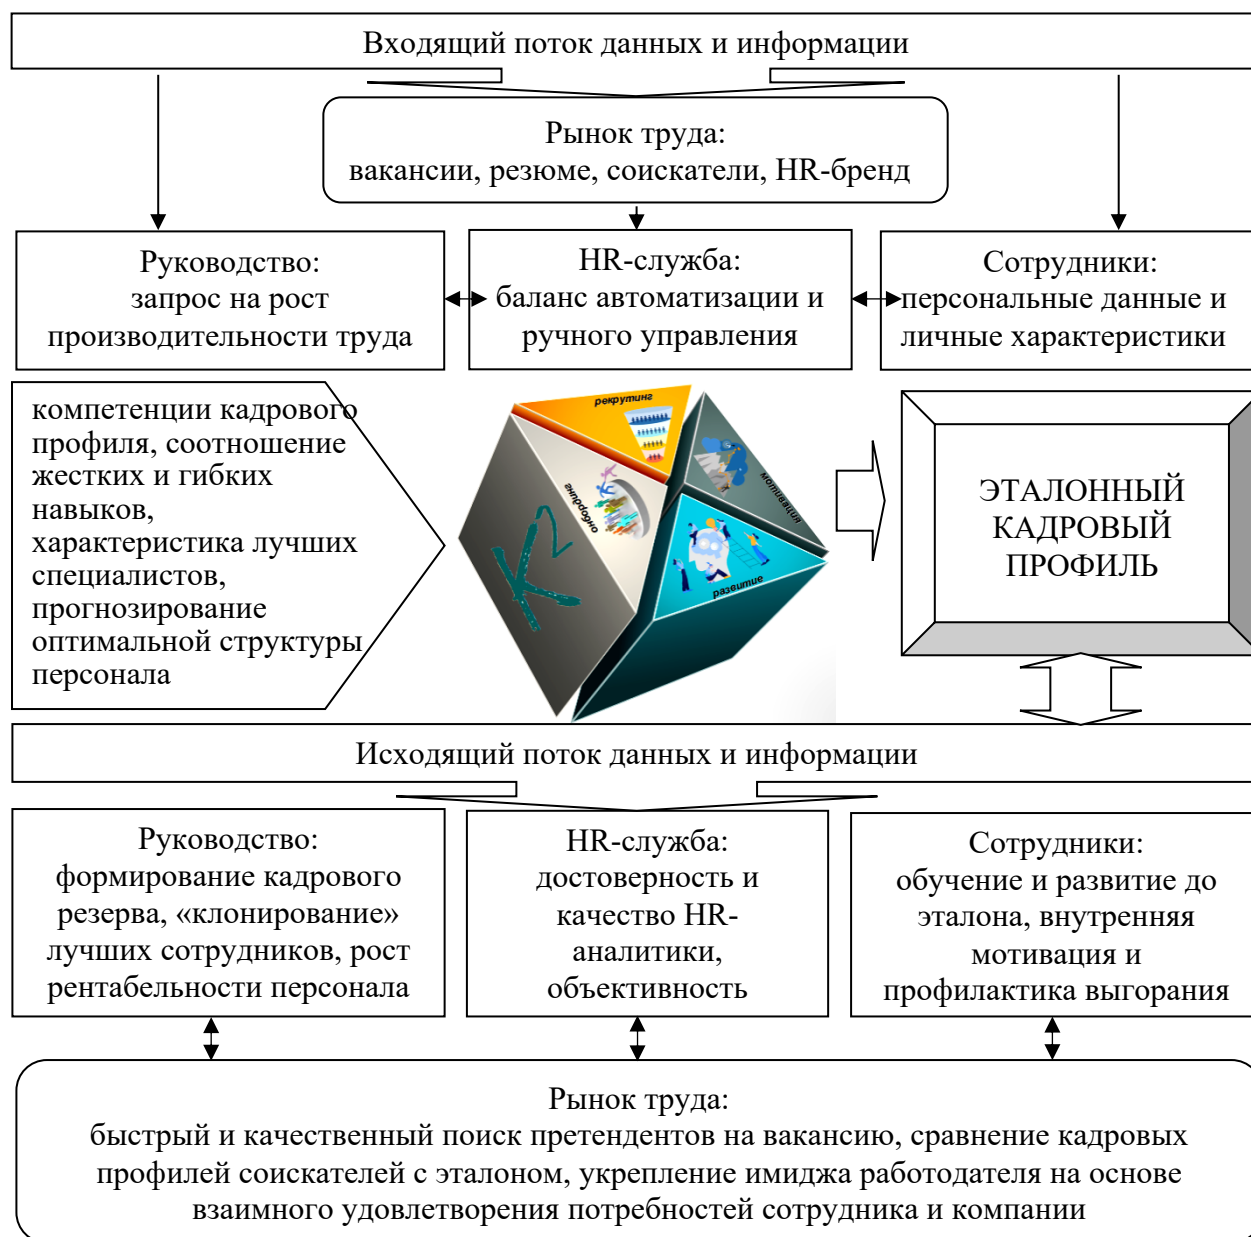 Входящий поток данных и информации
Рынок труда:
вакансии, резюме, соискатели, HR-бренд
Руководство:
запрос на рост
производительности труда
HR-служба:
баланс автоматизации и
ручного управления
Сотрудники:
персональные данные и
личные характеристики
компетенции кадрового
профиля, соотношение
жестких и гибких
навыков,
характеристика лучших
специалистов,
прогнозирование
оптимальной структуры
персонала
рекрутинг
онбординг
мотивация
развитие
K2
ЭТАЛОННЫЙ
КАДРОВЫЙ
ПРОФИЛЬ
Исходящий поток данных и информации
Руководство:
формирование кадрового
резерва, «клонирование»
лучших сотрудников, рост
рентабельности персонала
HR-служба:
достоверность и
качество HR-
аналитики,
объективность
Сотрудники:
обучение и развитие до
эталона, внутренняя
мотивация и
профилактика выгорания
Рынок труда:
быстрый и качественный поиск претендентов на вакансию, сравнение кадровых
профилей соискателей с эталоном, укрепление имиджа работодателя на основе
взаимного удовлетворения потребностей сотрудника и компании